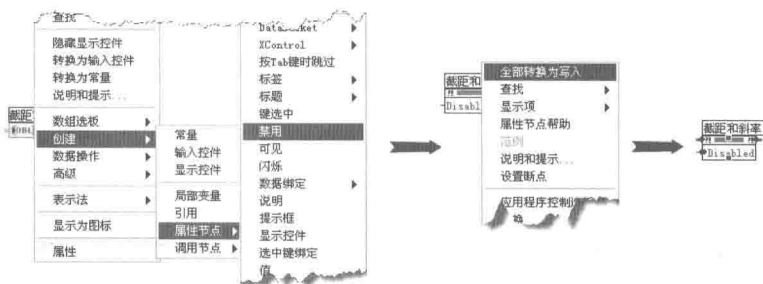 查找
隐藏显示控件
转换为输入控件
转换为常量
说明和提示...
数组选板
创建
数据操作
高级
表示法
显示为图标
属性
截距
常量
输入控件
显示控件
局部变量
引用
属性节点
调用节点
DataSocket
XControl
按Tab键时跳过
标签
标题
键选中
禁用
可见
闪烁
数据绑定
说明
提示框
显示控件
选中键绑定
值
截距和
Disabl
全部转换为写入
查找
显示项
属性节点帮助
范例
说明和提示...
设置断点
应用程序控制
截距和斜率
Disabled